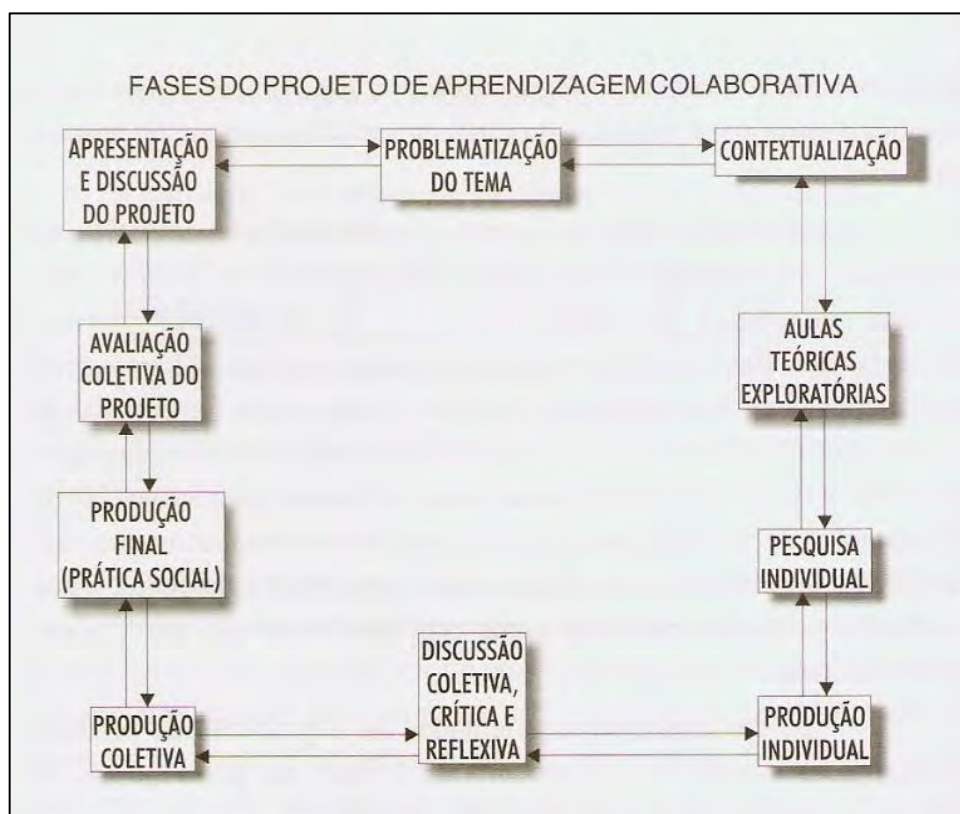 FASES DO PROJETO DE APRENDIZAGEM COLABORATIVA
APRESENTAÇÃO
E DISCUSSÃO
DO PROJETO
PROBLEMATIZAÇÃO
DO TEMA
CONTEXTUALIZAÇÃO
AVALIAÇÃO
COLETIVA DO
PROJETO
AULAS
TEÓRICAS
EXPLORATÓRIAS
PRODUÇÃO
FINAL
(PRÁTICA SOCIAL)
PESQUISA
INDIVIDUAL
PRODUÇÃO
COLETIVA
DISCUSSÃO
COLETIVA,
CRÍTICA E
REFLEXIVA
PRODUÇÃO
INDIVIDUAL